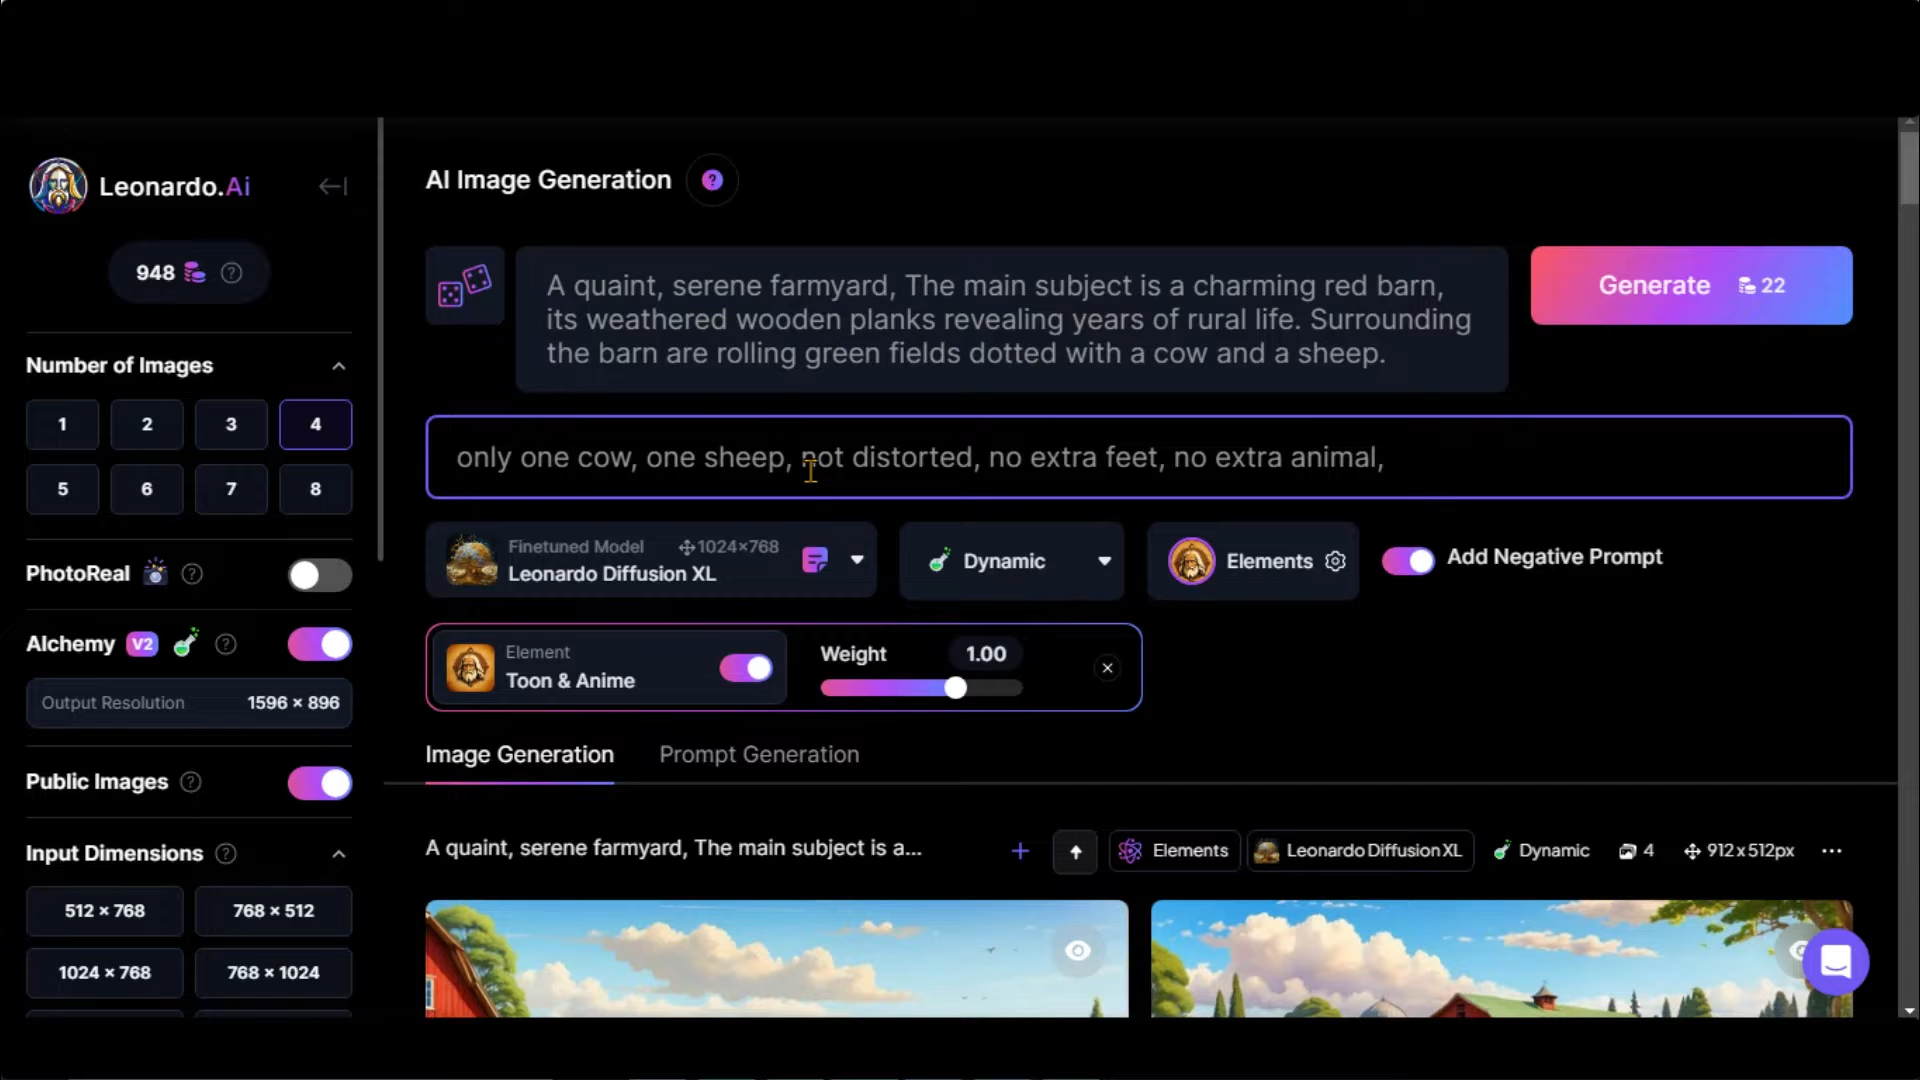 Leonardo.Ai
948
Number of Images
1 2 3 4
5 6 7 8
PhotoReal
Alchemy V2
Output Resolution 1596 × 896
Public Images
Input Dimensions
512 × 768 768 × 512
1024 × 768 768 × 1024
AI Image Generation
A quaint, serene farmyard, The main subject is a charming red barn,
its weathered wooden planks revealing years of rural life. Surrounding
the barn are rolling green fields dotted with a cow and a sheep.
Generate 22
only one cow, one sheep, not distorted, no extra feet, no extra animal,
Finetuned Model 1024×768
Leonardo Diffusion XL
Dynamic
Elements
Add Negative Prompt
Element
Toon & Anime
Weight 1.00
Image Generation Prompt Generation
A quaint, serene farmyard, The main subject is a... Elements Leonardo Diffusion XL Dynamic 4 912x512px